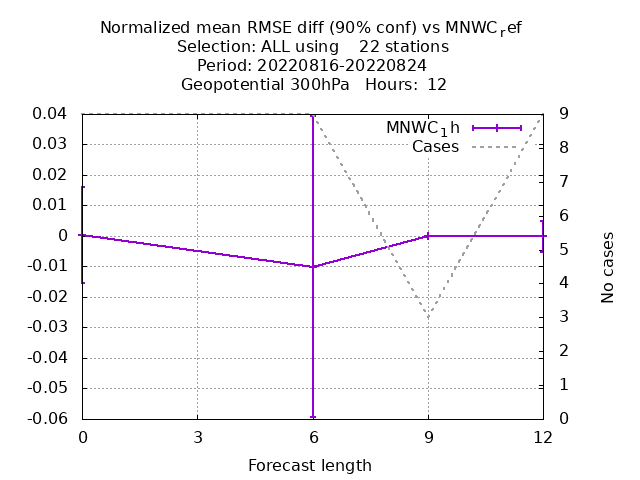 Normalized mean RMSE diff (90% conf) vs MNWC_ref
Selection: ALL using 22 stations
Period: 20220816-20220824
Geopotential 300hPa Hours: 12
MNWC_1h
Cases
0.04
0.03
0.02
0.01
0
-0.01
-0.02
-0.03
-0.04
-0.05
-0.06
9
8
7
6
5
4
3
2
1
0
No cases
0 3 6 9 12
Forecast length